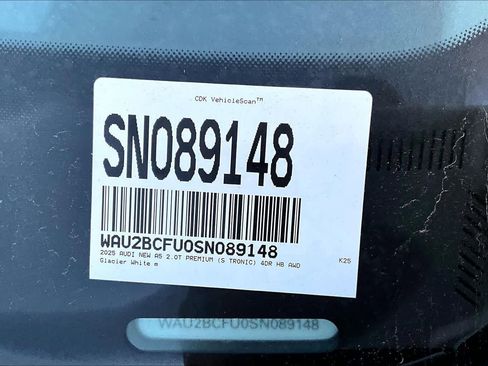 CDK VehicleScan™
SN089148
WAU2BCFU0SN089148
2025 AUDI NEW A5 2.0T PREMIUM (S TRONIC) 4DR HB AWD K25
Glacier White m
WAU2BCFU0SN089148